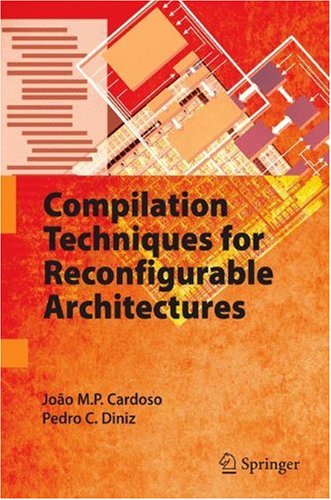 Compilation
Techniques for
Reconfigurable
Architectures
João M.P. Cardoso
Pedro C. Diniz
Springer